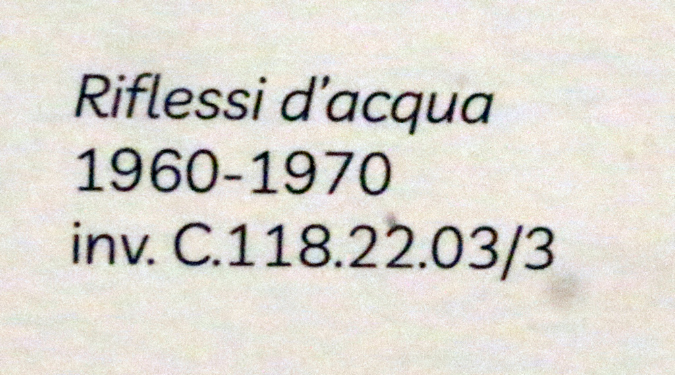 Riflessi d'acqua
1960-1970
inv. C.118.22.03/3